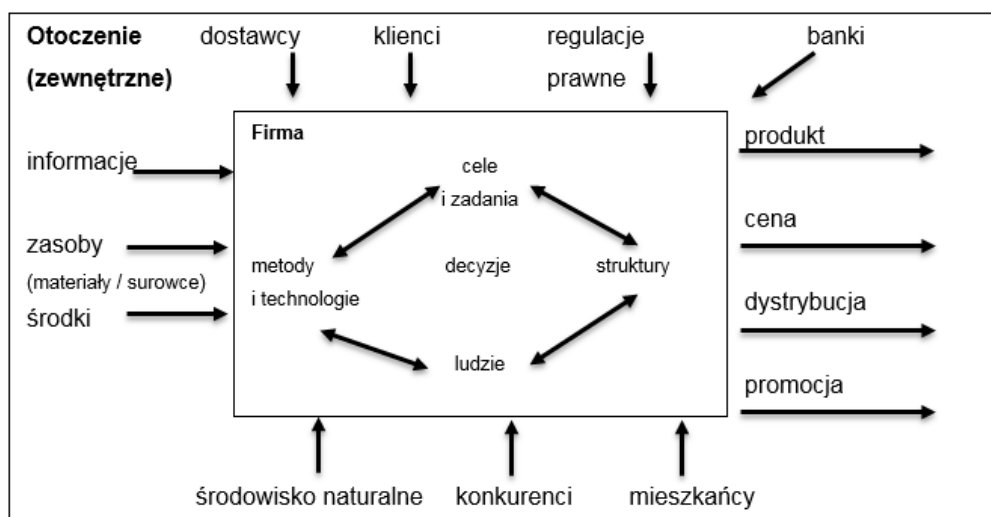 Otoczenie
(zewnętrzne)
dostawcy
klienci
regulacje
prawne
banki
informacje
zasoby
(materiały / surowce)
środki
Firma
cele
i zadania
metody
i technologie
decyzje
struktury
ludzie
produkt
cena
dystrybucja
promocja
środowisko naturalne
konkurenci
mieszkańcy